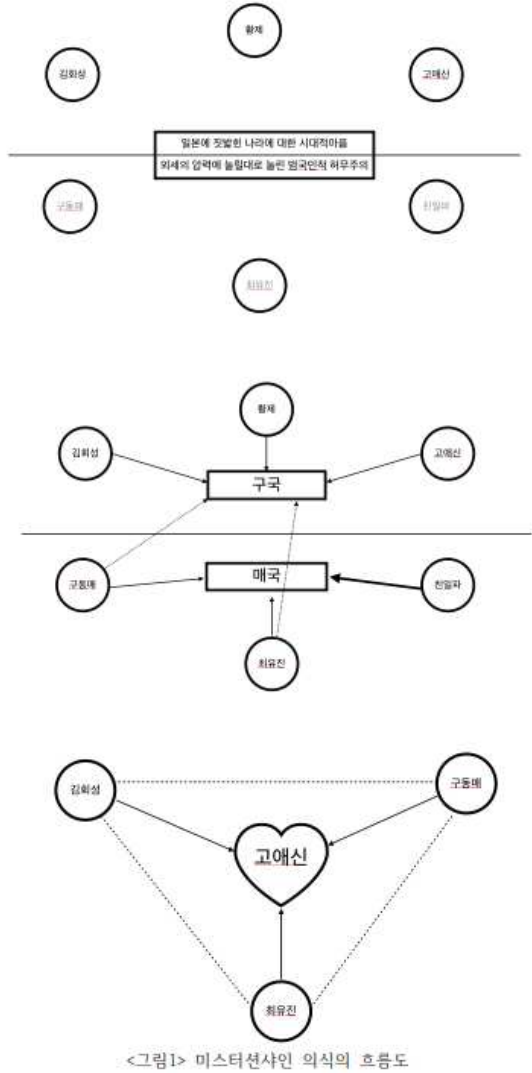 황제
김희성
고애신
일본에 짓밟힌 나라에 대한 시대적아픔
외세의 압력에 눌릴대로 눌린 범국민적 허무주의
구동매
친일파
최유진
황제
김희성
고애신
구국
매국
구동매
친일파
최유진
김희성
구동매
고애신
최유진
<그림1> 미스터션샤인 의식의 흐름도